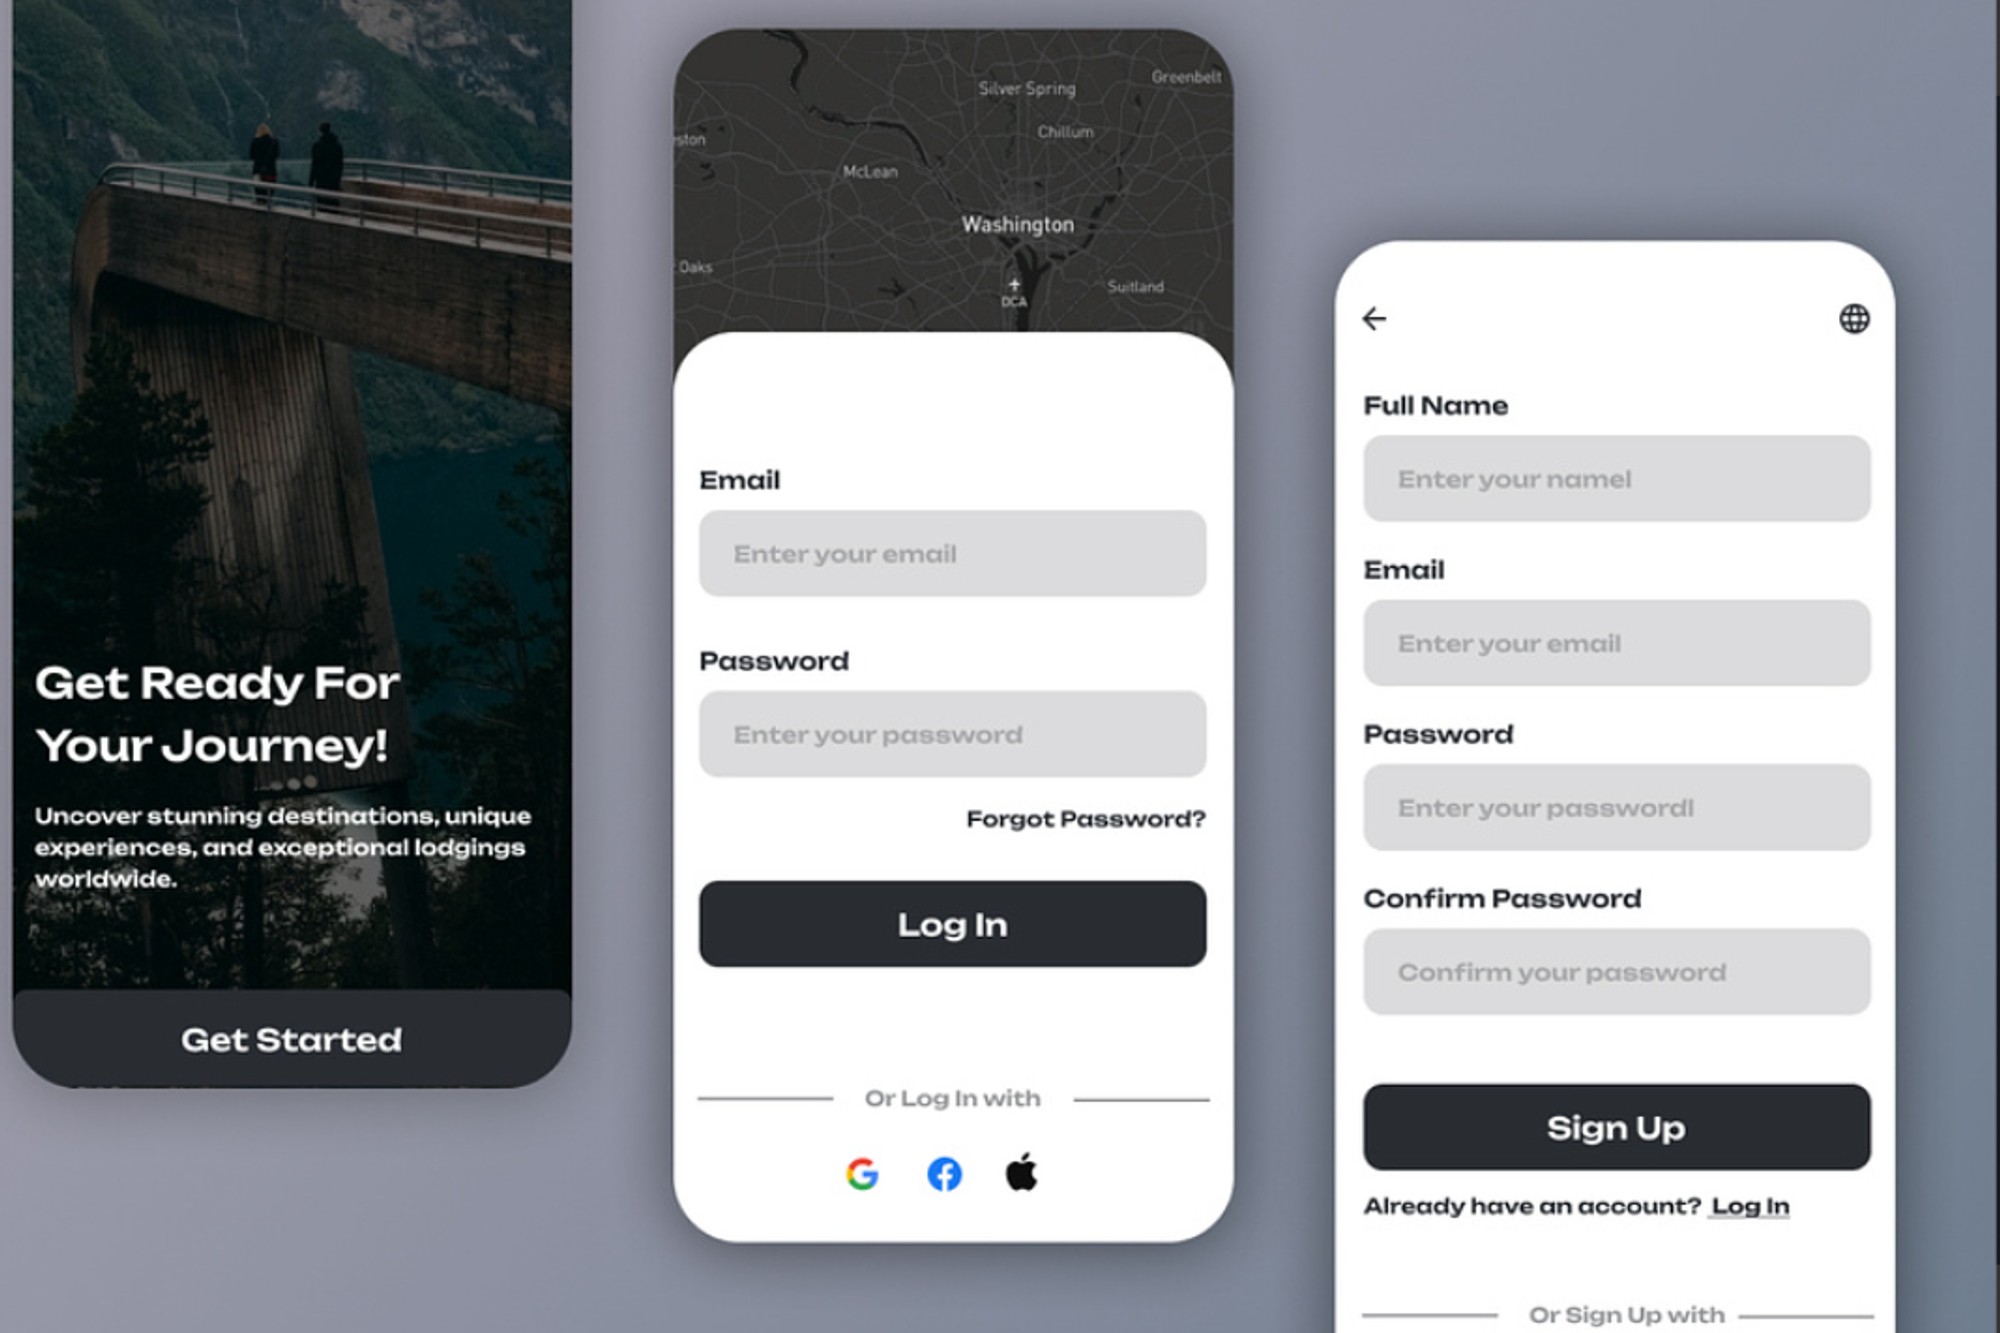 Get Ready For
Your Journey!
Uncover stunning destinations, unique
experiences, and exceptional lodgings
worldwide.
Get Started
Silver Spring
Greenbelt
Chillum
eston
McLean
Washington
Oaks
Suitland
DCA
Email
Enter your email
Password
Enter your password
Forgot Password?
Log In
Or Log In with
Full Name
Enter your namel
Email
Enter your email
Password
Enter your passwordl
Confirm Password
Confirm your password
Sign Up
Already have an account? Log In
Or Sign Up with